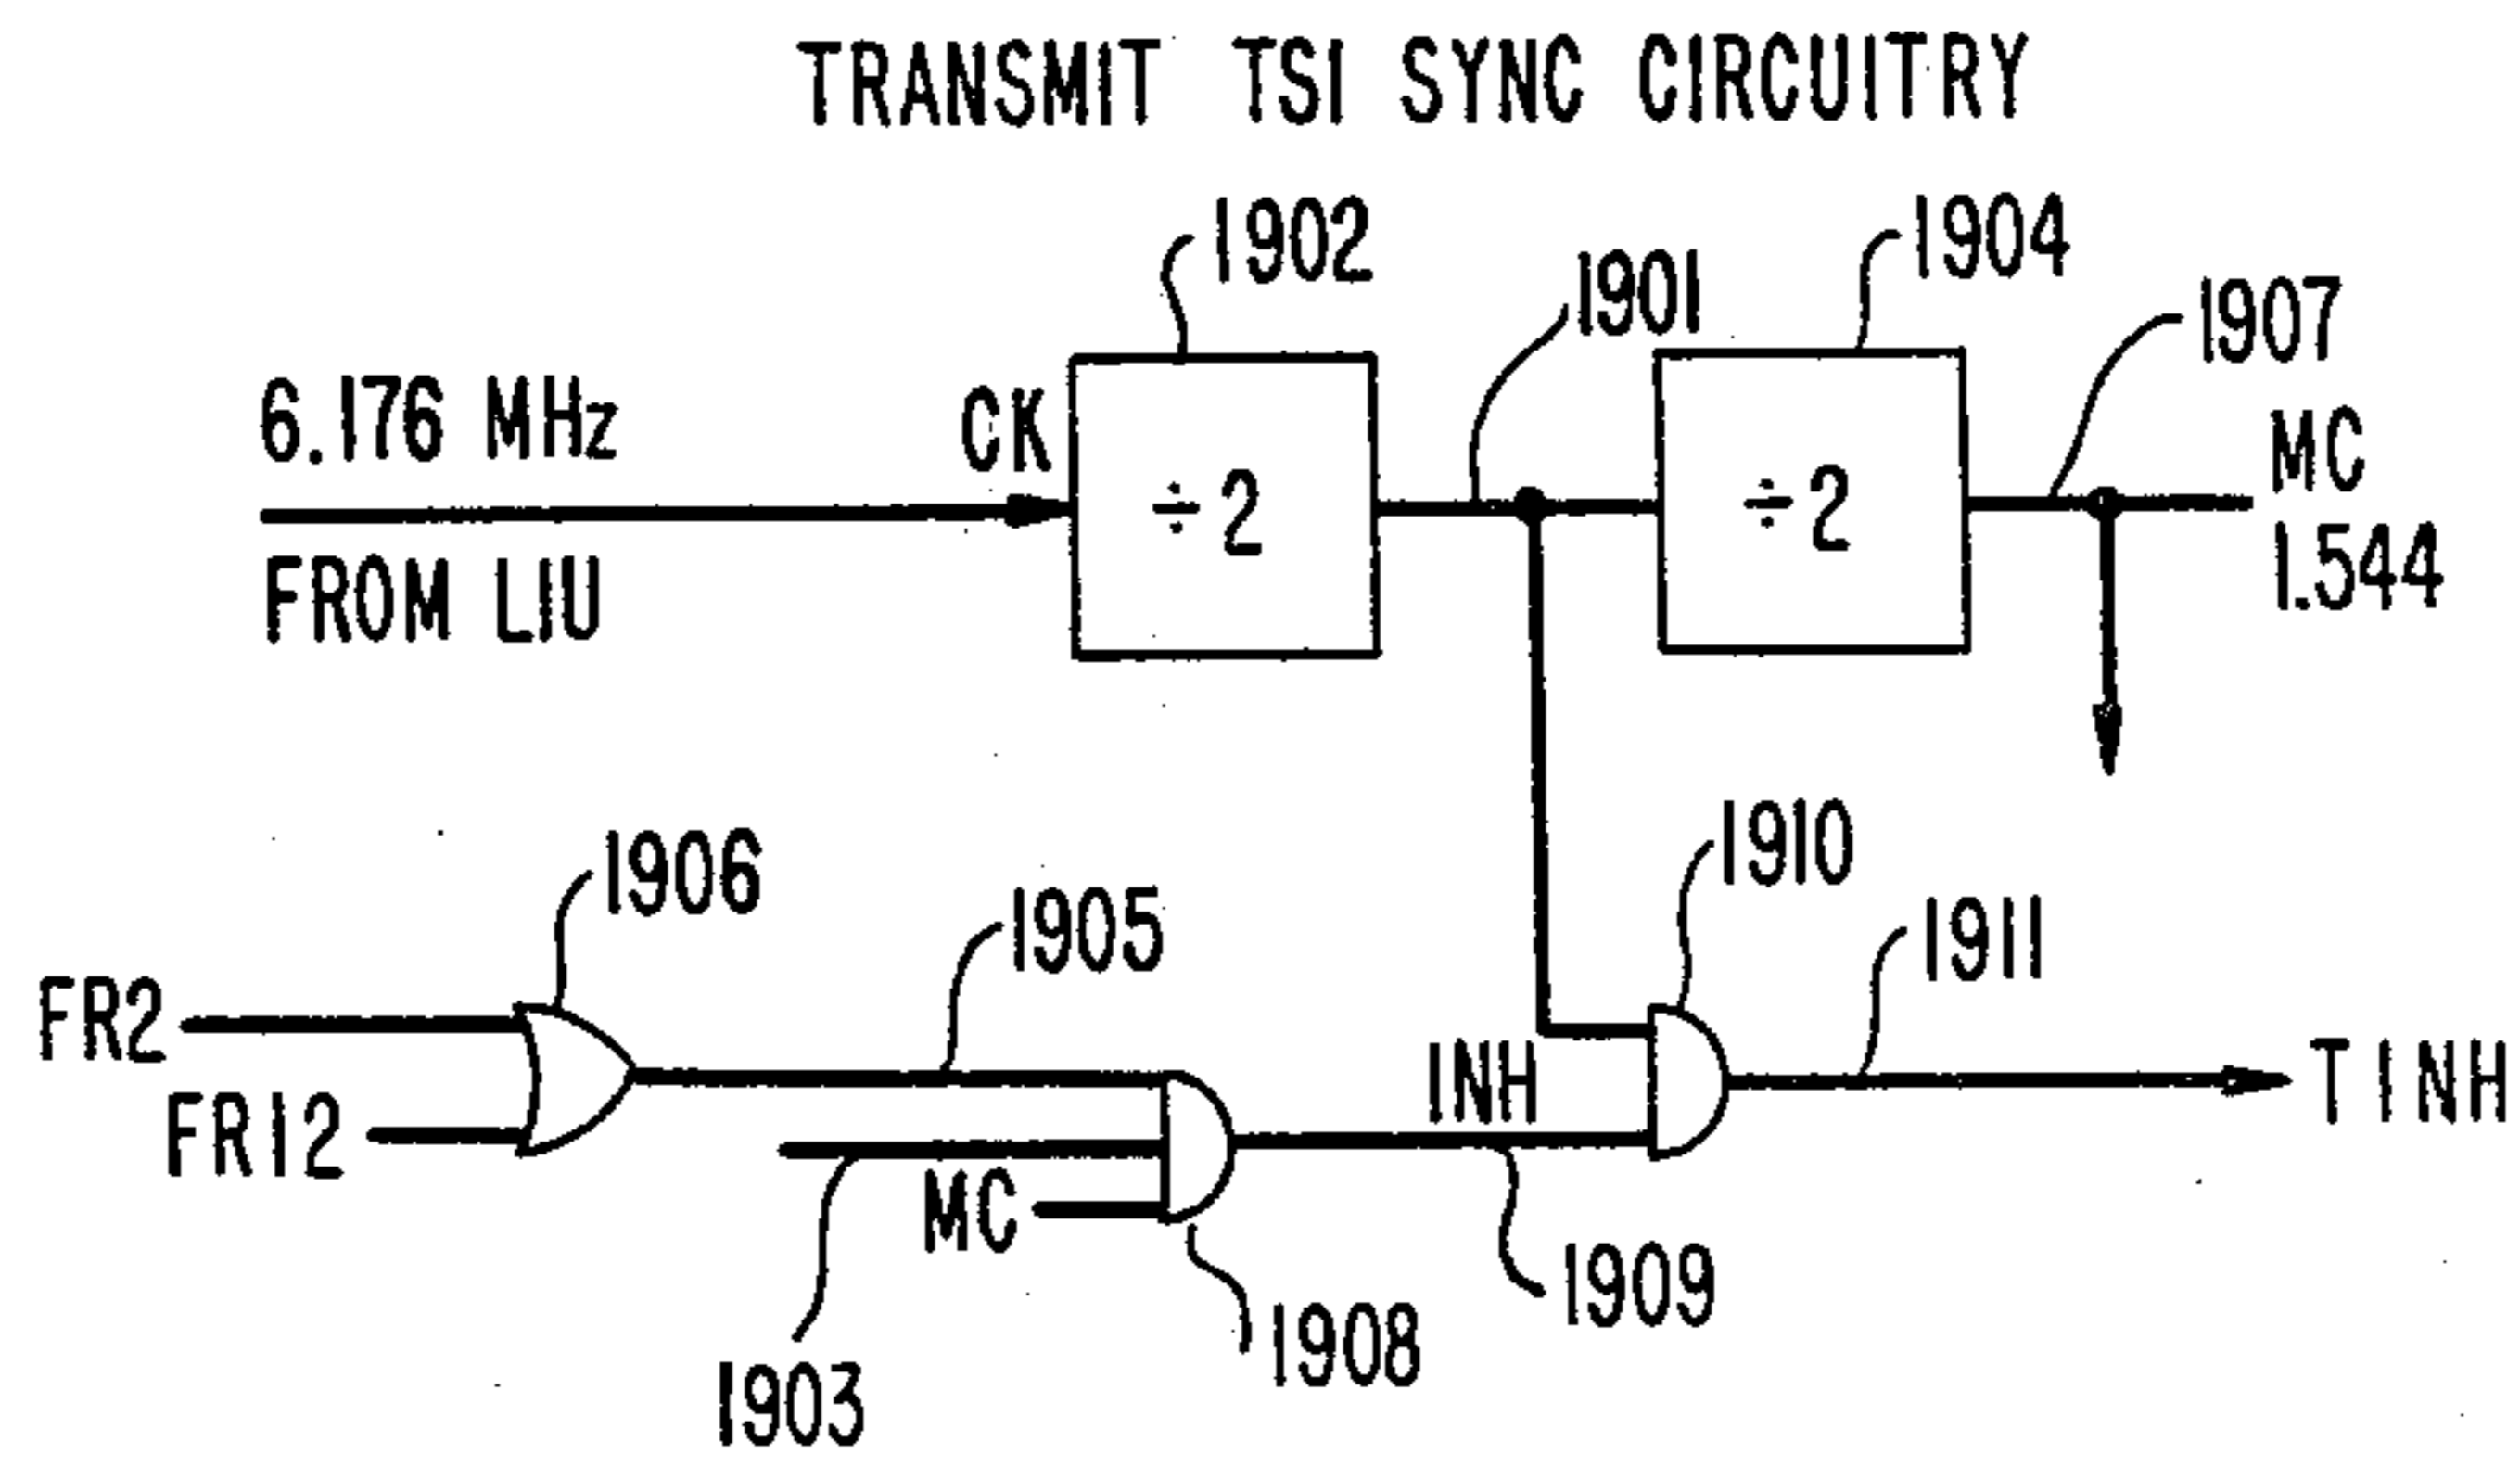 TRANSMIT TSI SYNC CIRCUITRY
1902
1904
1901
1907
6.176 MHz
CK
MC
÷2
÷2
FROM LIU
1.544
1906
1910
1905
1911
FR2
INH
TINH
FR12
MC
1909
1908
1903